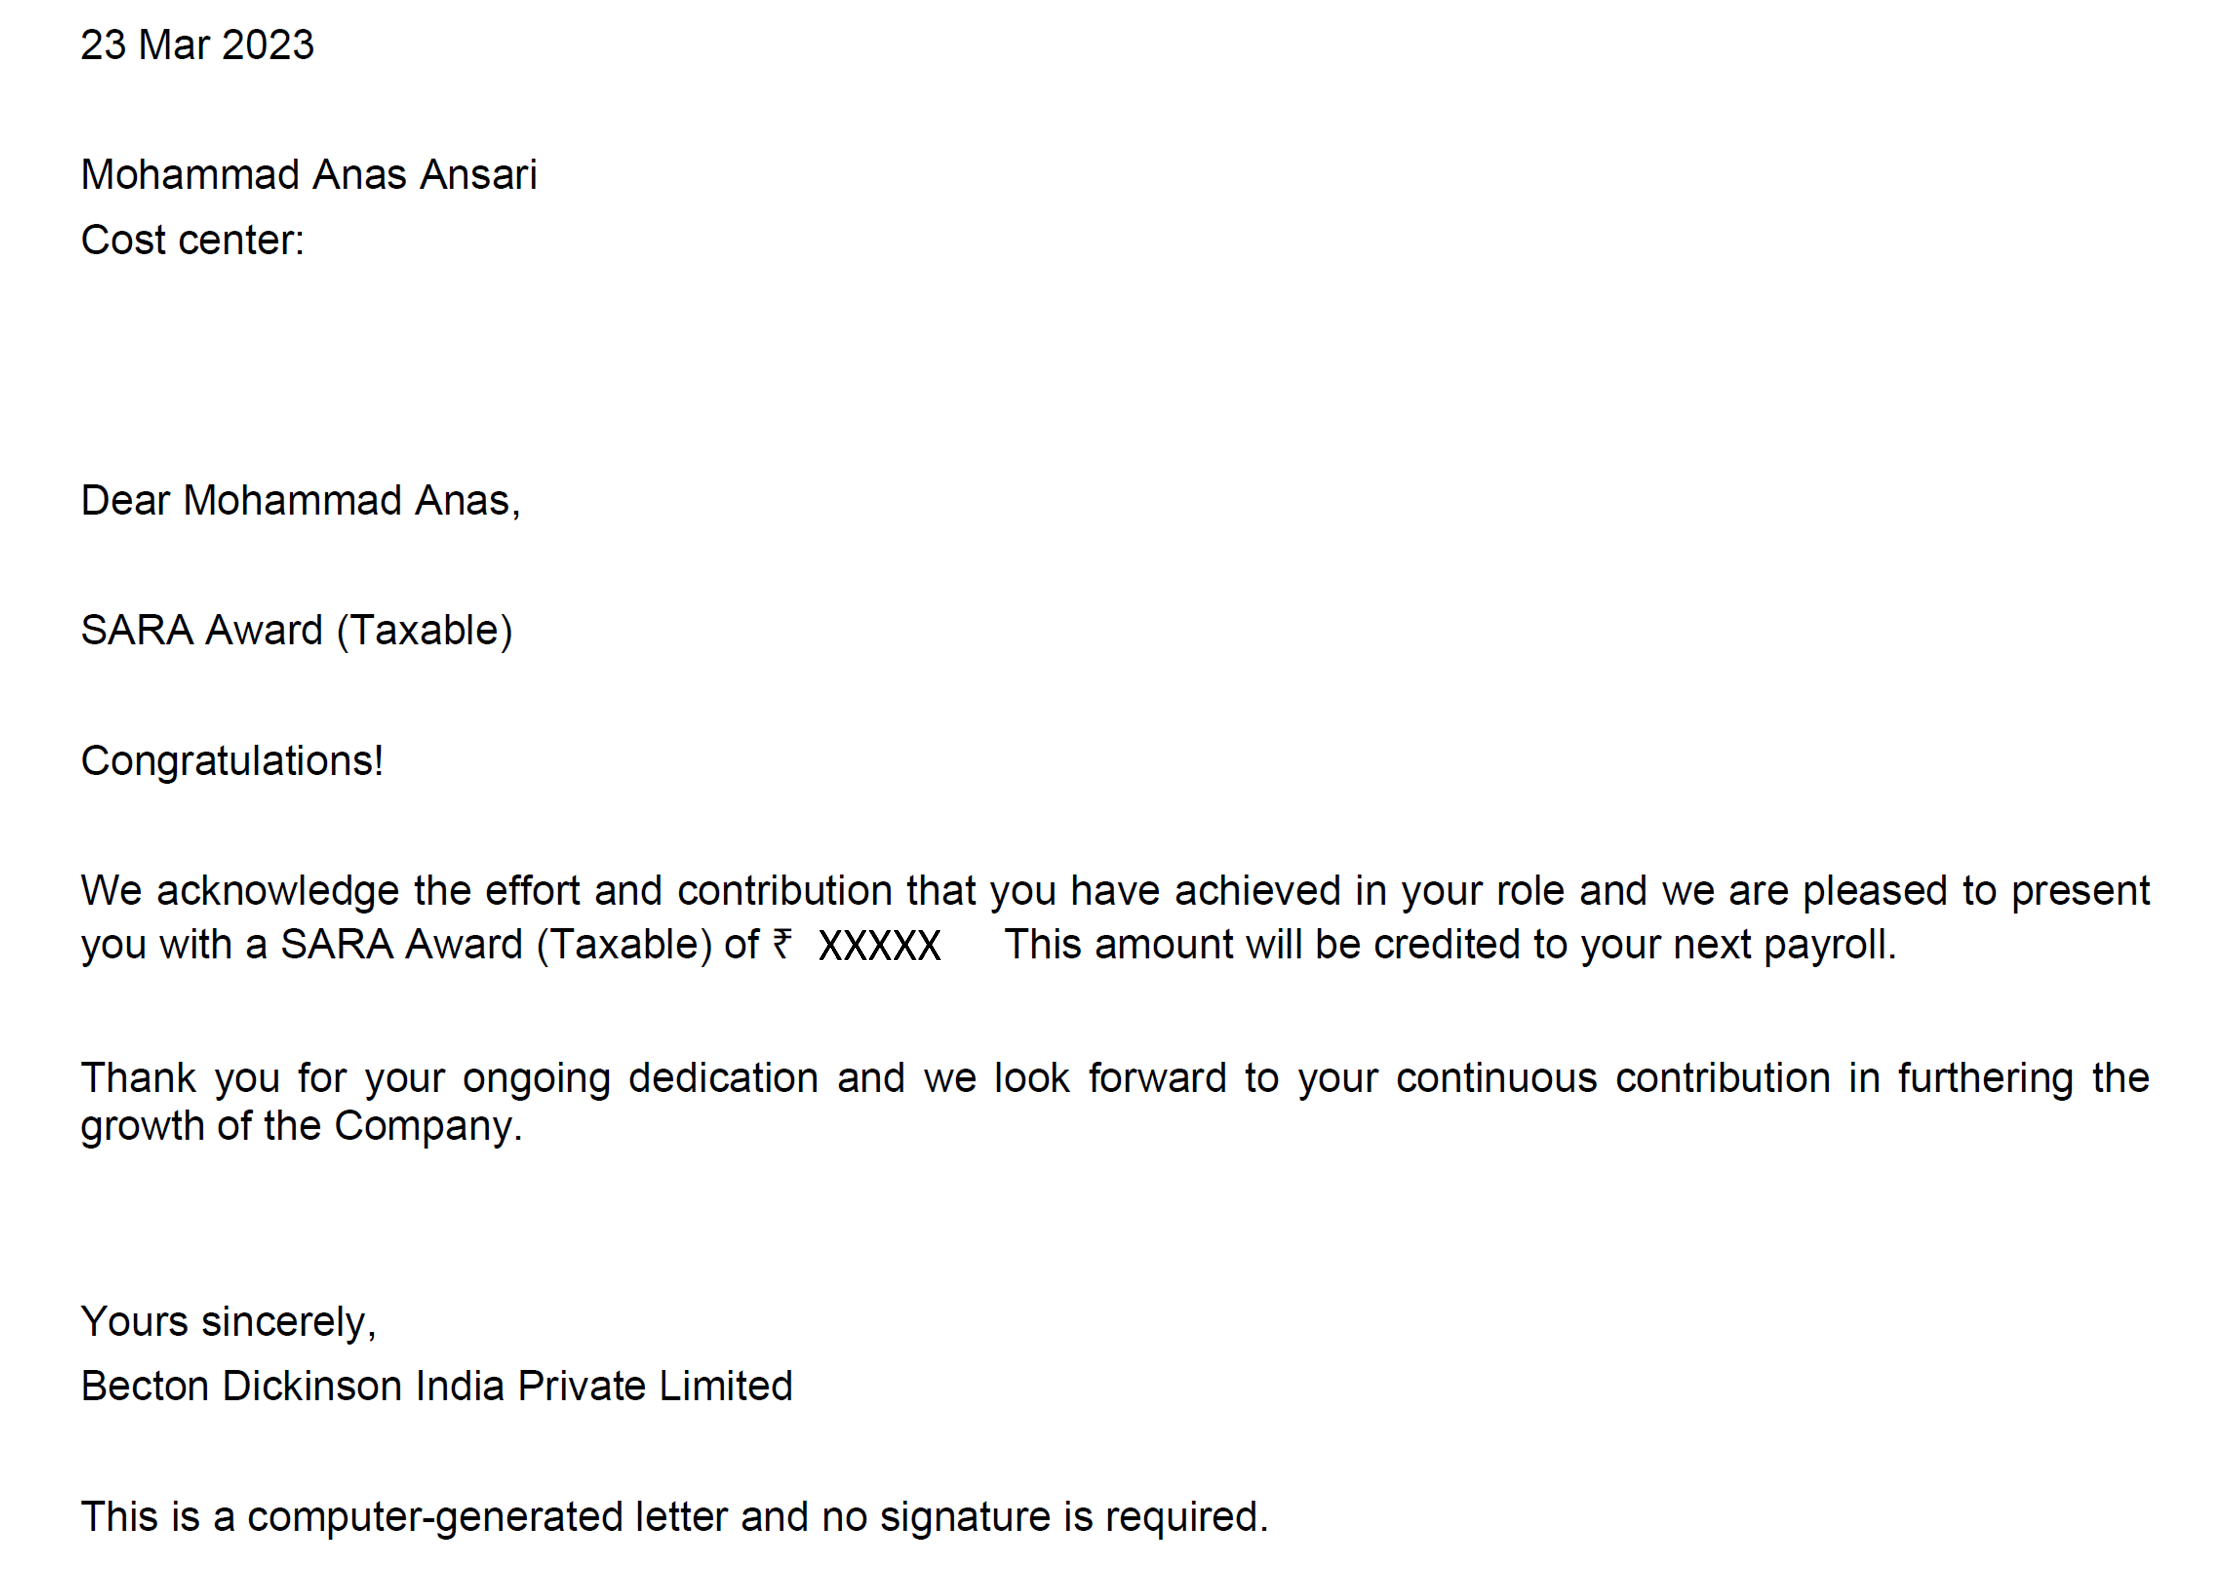 23 Mar 2023
Mohammad Anas Ansari
Cost center:
Dear Mohammad Anas,
SARA Award (Taxable)
Congratulations!
We acknowledge the effort and contribution that you have achieved in your role and we are pleased to present
you with a SARA Award (Taxable) of ₹ XXXXX This amount will be credited to your next payroll.
Thank you for your ongoing dedication and we look forward to your continuous contribution in furthering the
growth of the Company.
Yours sincerely,
Becton Dickinson India Private Limited
This is a computer-generated letter and no signature is required.